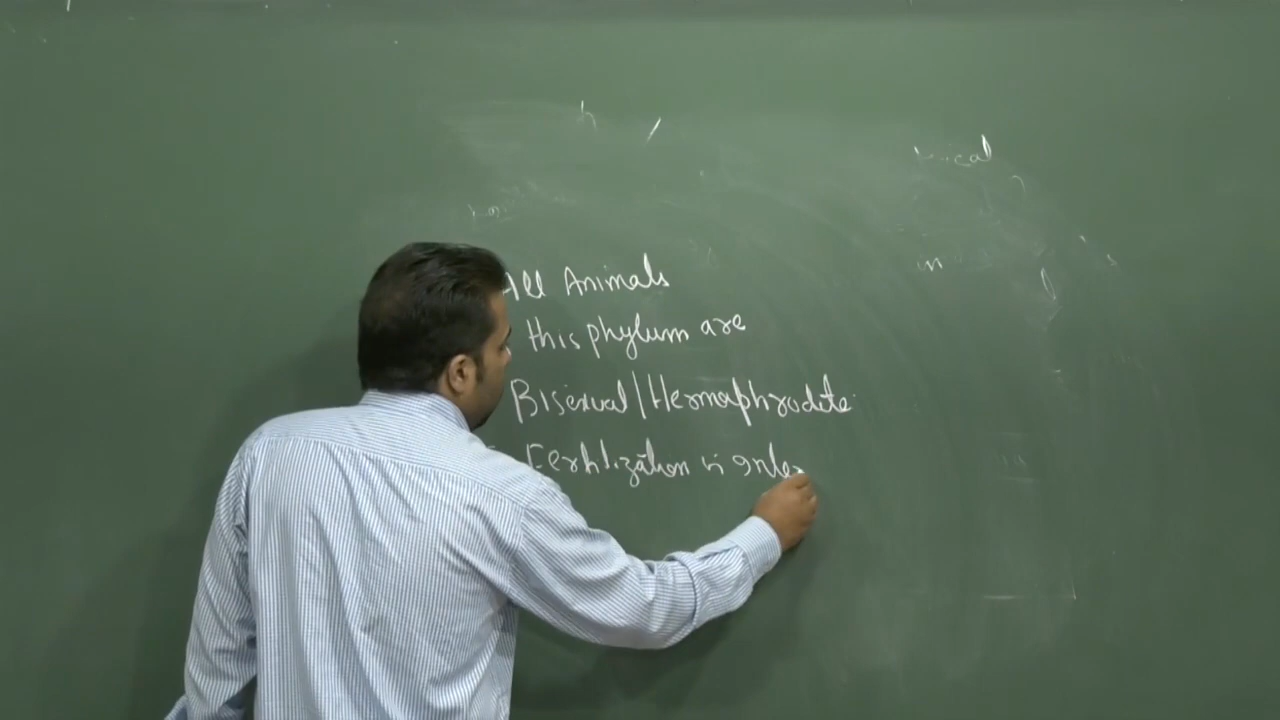 All Animals
this phylum are
Bisexual/Hermaphrodite
Fertilization is Inter